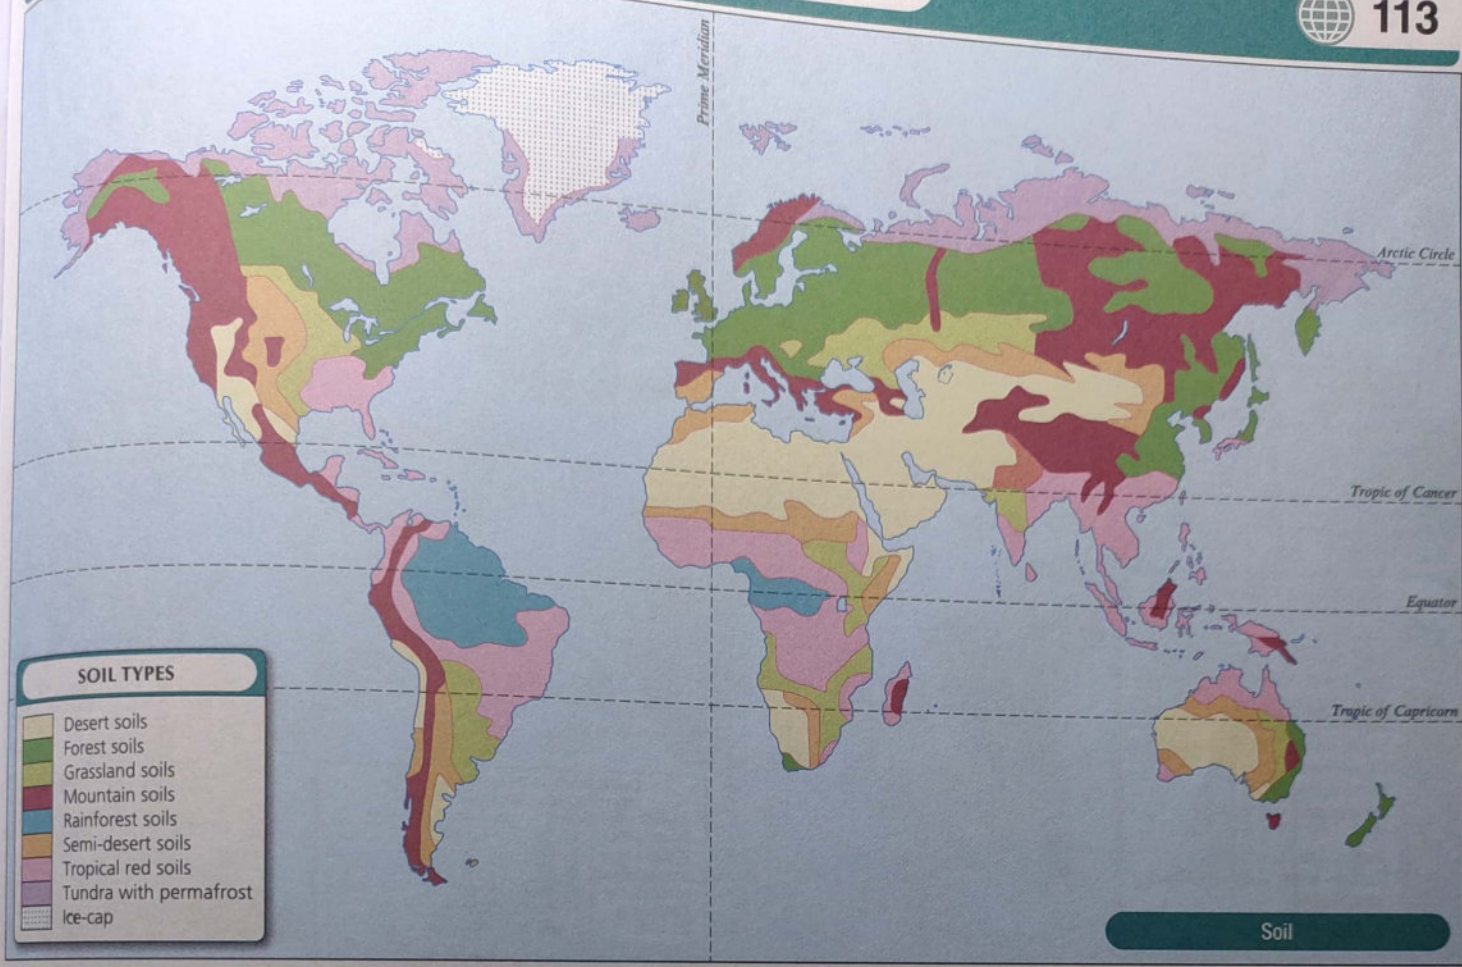 113
Prime Meridian
Arctic Circle
Tropic of Cancer
Equator
Tropic of Capricorn
SOIL TYPES
Desert soils
Forest soils
Grassland soils
Mountain soils
Rainforest soils
Semi-desert soils
Tropical red soils
Tundra with permafrost
Ice-cap
Soil